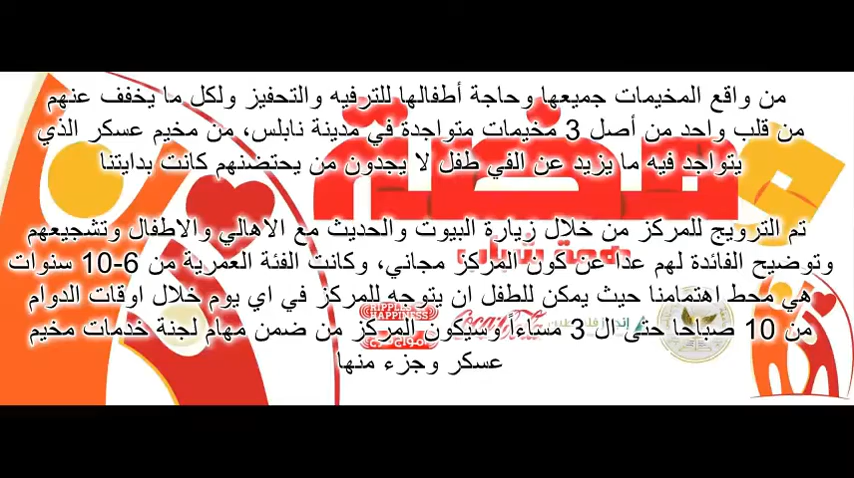 من واقع المخيمات جميعها وحاجة أطفالها للترفيه والتحفيز ولكل ما يخفف عنهم
من قلب واحد من أصل 3 مخيمات متواجدة في مدينة نابلس، من مخيم عسكر الذي
يتواجد فيه ما يزيد عن الفي طفل لا يجدون من يحتضنهم كانت بدايتنا
تم الترويج للمركز من خلال زيارة البيوت والحديث مع الاهالي والاطفال وتشجيعهم
وتوضيح الفائدة لهم عدا عن كون المركز مجاني، وكانت الفئة العمرية من 6-10 سنوات
هي محط اهتمامنا حيث يمكن للطفل ان يتوجه للمركز في اي يوم خلال اوقات الدوام
من 10 صباحا حتى ال 3 مساءاً وسيكون المركز من ضمن مهام لجنة خدمات مخيم
عسكر وجزء منها
RIPPLES
HAPPINESS
Coca-Cola